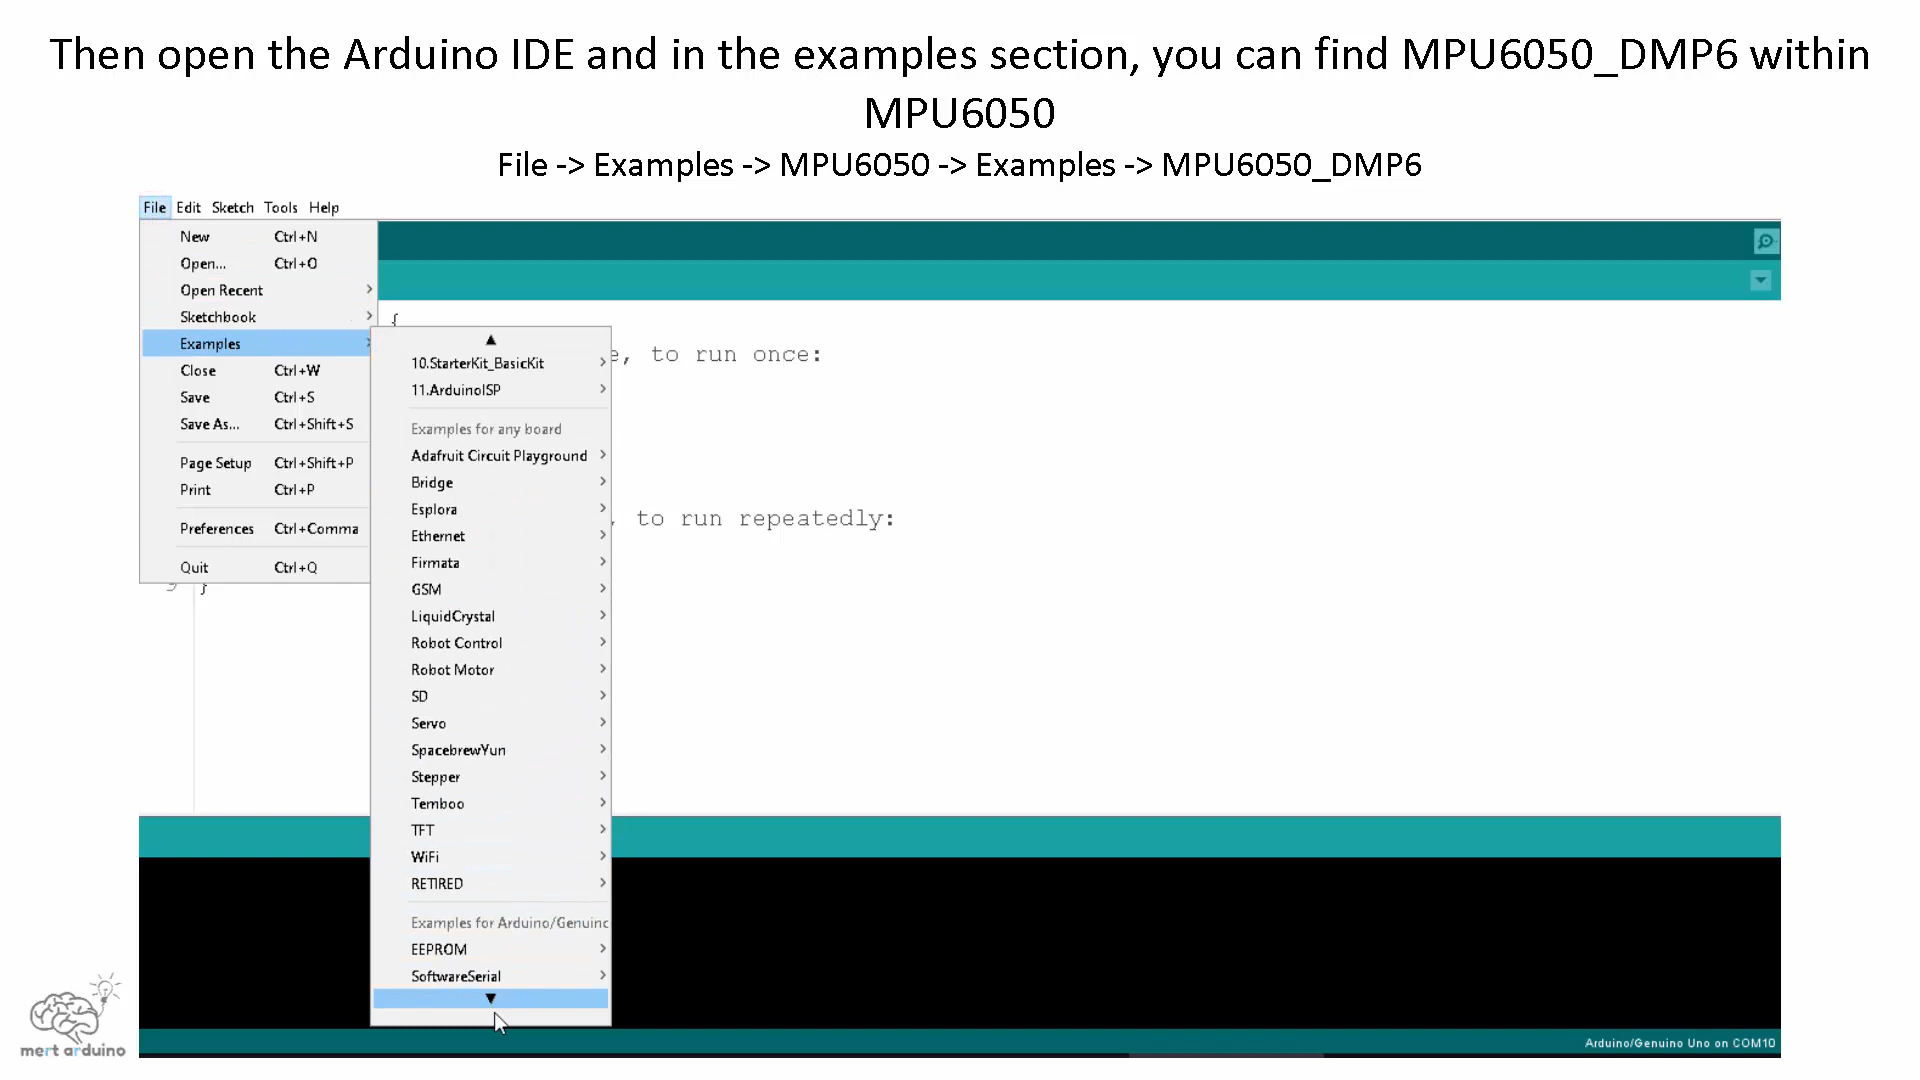 Then open the Arduino IDE and in the examples section, you can find MPU6050_DMP6 within
MPU6050
File -> Examples -> MPU6050 -> Examples -> MPU6050_DMP6
File Edit Sketch Tools Help
New Ctrl+N
Open... Ctrl+O
Open Recent
Sketchbook
Examples
Close Ctrl+W
Save Ctrl+S
Save As... Ctrl+Shift+S
Page Setup Ctrl+Shift+P
Print Ctrl+P
Preferences Ctrl+Comma
Quit Ctrl+Q
10.StarterKit_BasicKit
11.ArduinoISP
Examples for any board
Adafruit Circuit Playground
Bridge
Esplora
Ethernet
Firmata
GSM
LiquidCrystal
Robot Control
Robot Motor
SD
Servo
SpacebrewYun
Stepper
Temboo
TFT
WiFi
RETIRED
Examples for Arduino/Genuino
EEPROM
SoftwareSerial
{
, to run once:
to run repeatedly:
}
mert arduino
Arduino/Genuino Uno on COM10